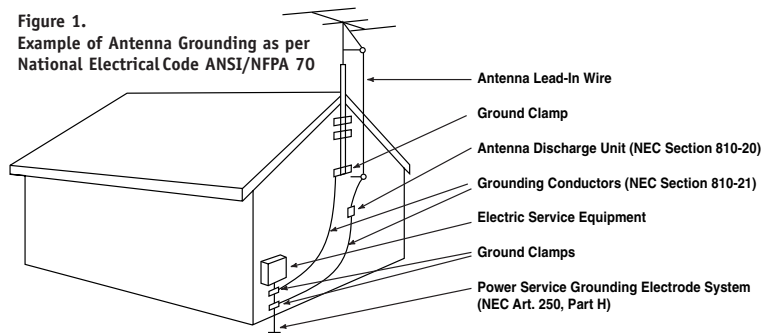 Figure 1.
Example of Antenna Grounding as per
National Electrical Code ANSI/NFPA 70
Antenna Lead-In Wire
Ground Clamp
Antenna Discharge Unit (NEC Section 810-20)
Grounding Conductors (NEC Section 810-21)
Electric Service Equipment
Ground Clamps
Power Service Grounding Electrode System
(NEC Art. 250, Part H)